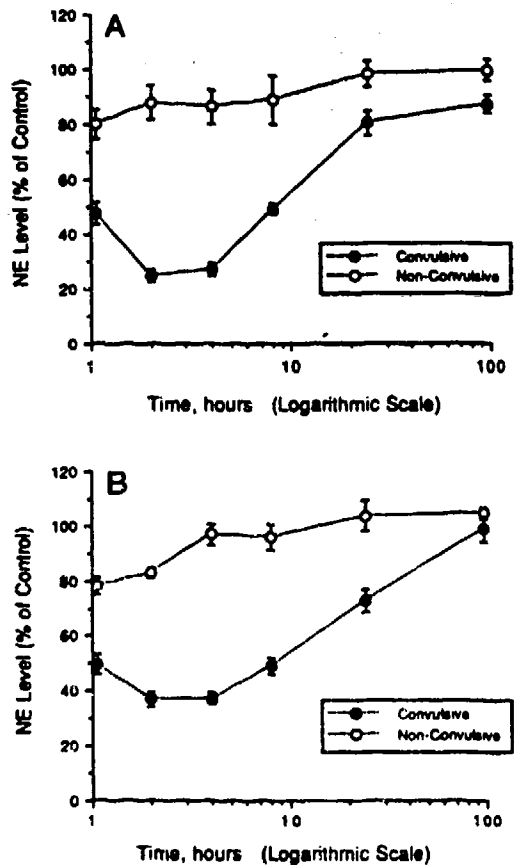 A
120
100
80
60
40
20
0
NE Level (% of Control)
Convulsive
Non-Convulsive
1 10 100
Time, hours (Logarithmic Scale)
B
120
100
80
60
40
20
0
NE Level (% of Control)
Convulsive
Non-Convulsive
1 10 100
Time, hours (Logarithmic Scale)